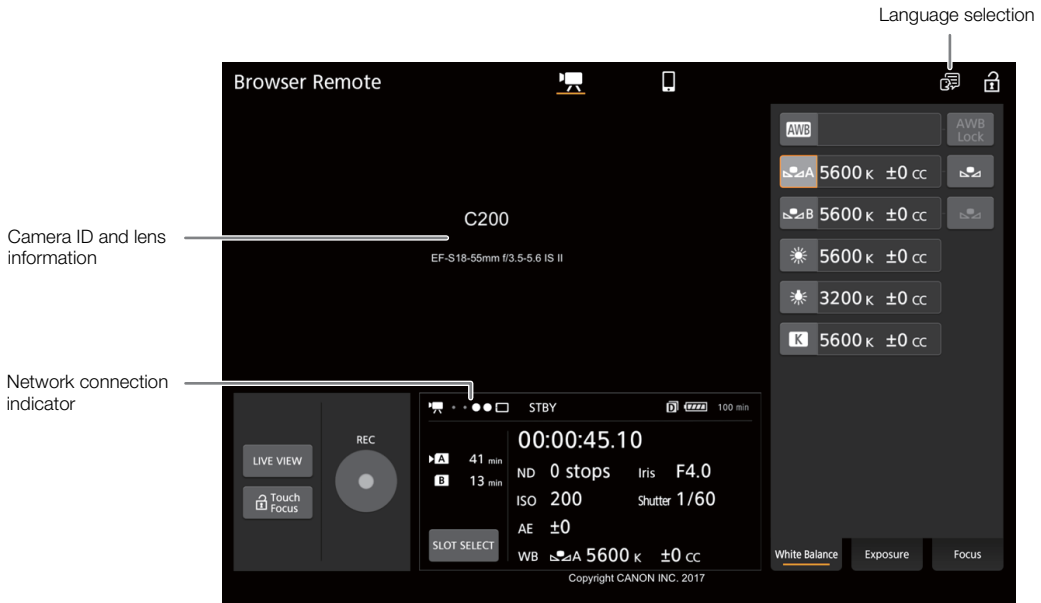 Language selection
Browser Remote
AWB
AWB
Lock
A 5600 K ±0 CC
B 5600 K ±0 CC
5600 K ±0 CC
3200 K ±0 CC
K 5600 K ±0 CC
C200
EF-S18-55mm f/3.5-5.6 IS II
Camera ID and lens
information
Network connection
indicator
LIVE VIEW
Touch
Focus
REC
STBY
D
100 min
00:00:45.10
A 41 min
B 13 min
ND 0 stops Iris F4.0
ISO 200 Shutter 1/60
AE ±0
SLOT SELECT
WB A 5600 K ±0 CC
White Balance
Exposure
Focus
Copyright CANON INC. 2017